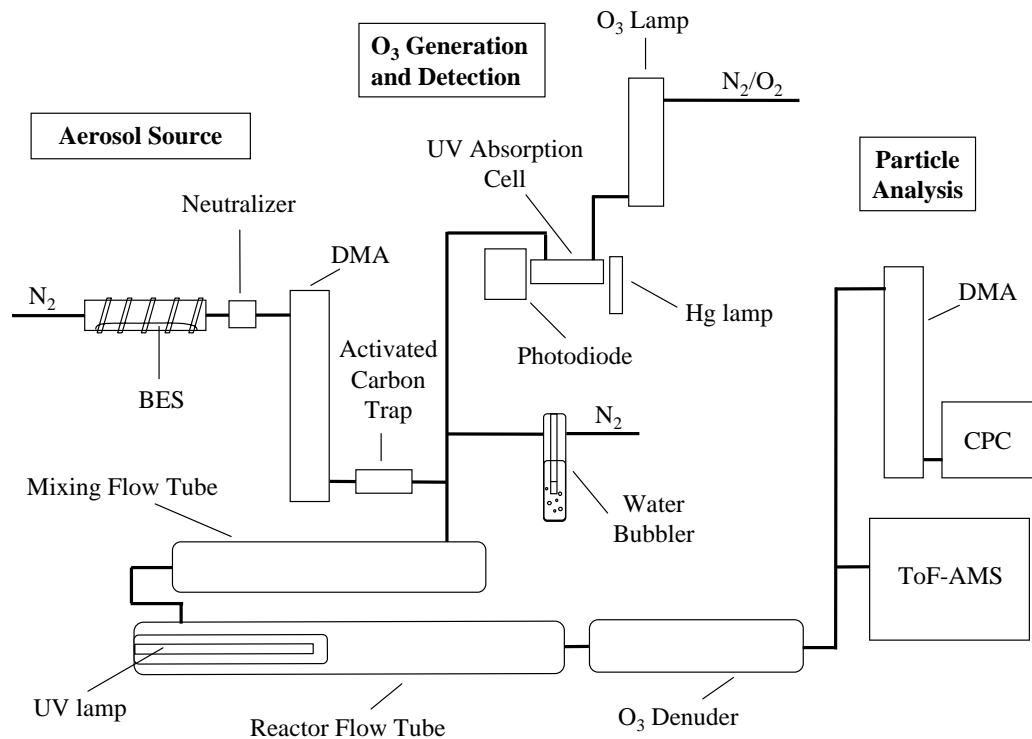 O₃ Lamp
O₃ Generation
and Detection
N₂/O₂
Aerosol Source
UV Absorption
Cell
Particle
Analysis
Neutralizer
DMA
N₂
DMA
Hg lamp
Photodiode
Activated
Carbon
Trap
BES
N₂
CPC
Mixing Flow Tube
Water
Bubbler
ToF-AMS
UV lamp
Reactor Flow Tube
O₃ Denuder